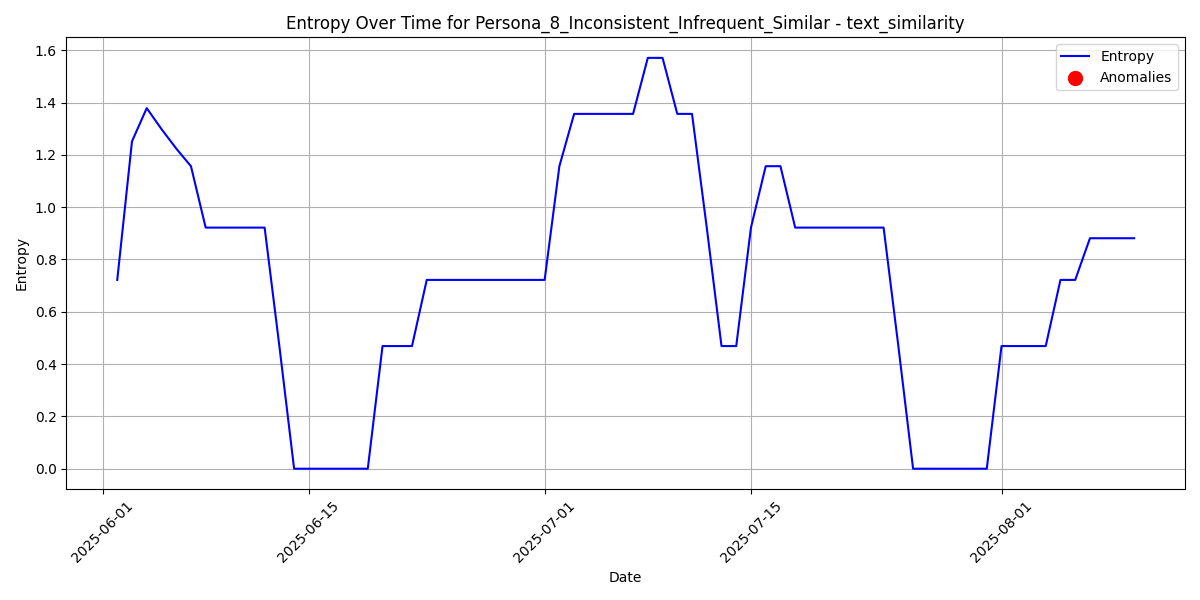 Entropy Over Time for Persona_8_Inconsistent_Infrequent_Similar - text_similarity
Entropy
Anomalies
1.6
1.4
1.2
1.0
0.8
0.6
0.4
0.2
0.0
Entropy
2025-06-01
2025-06-15
2025-07-01
2025-07-15
2025-08-01
Date